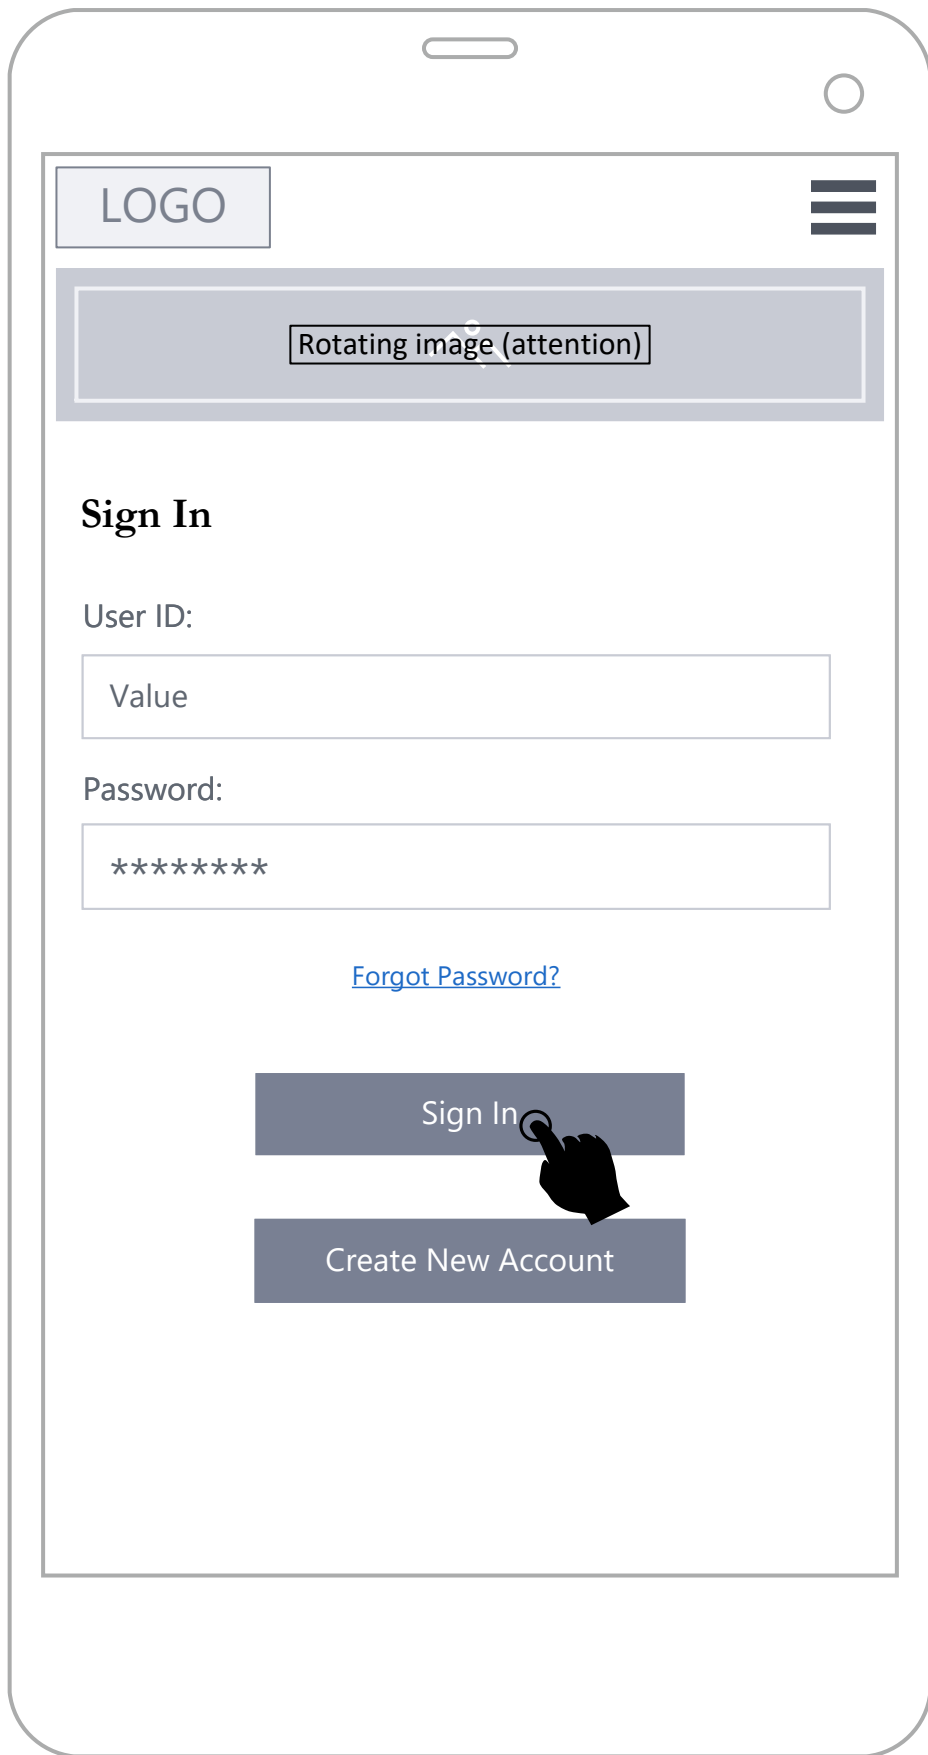 LOGO
Rotating image (attention)
Sign In
User ID:
Value
Password:
********
Forgot Password?
Sign In
Create New Account